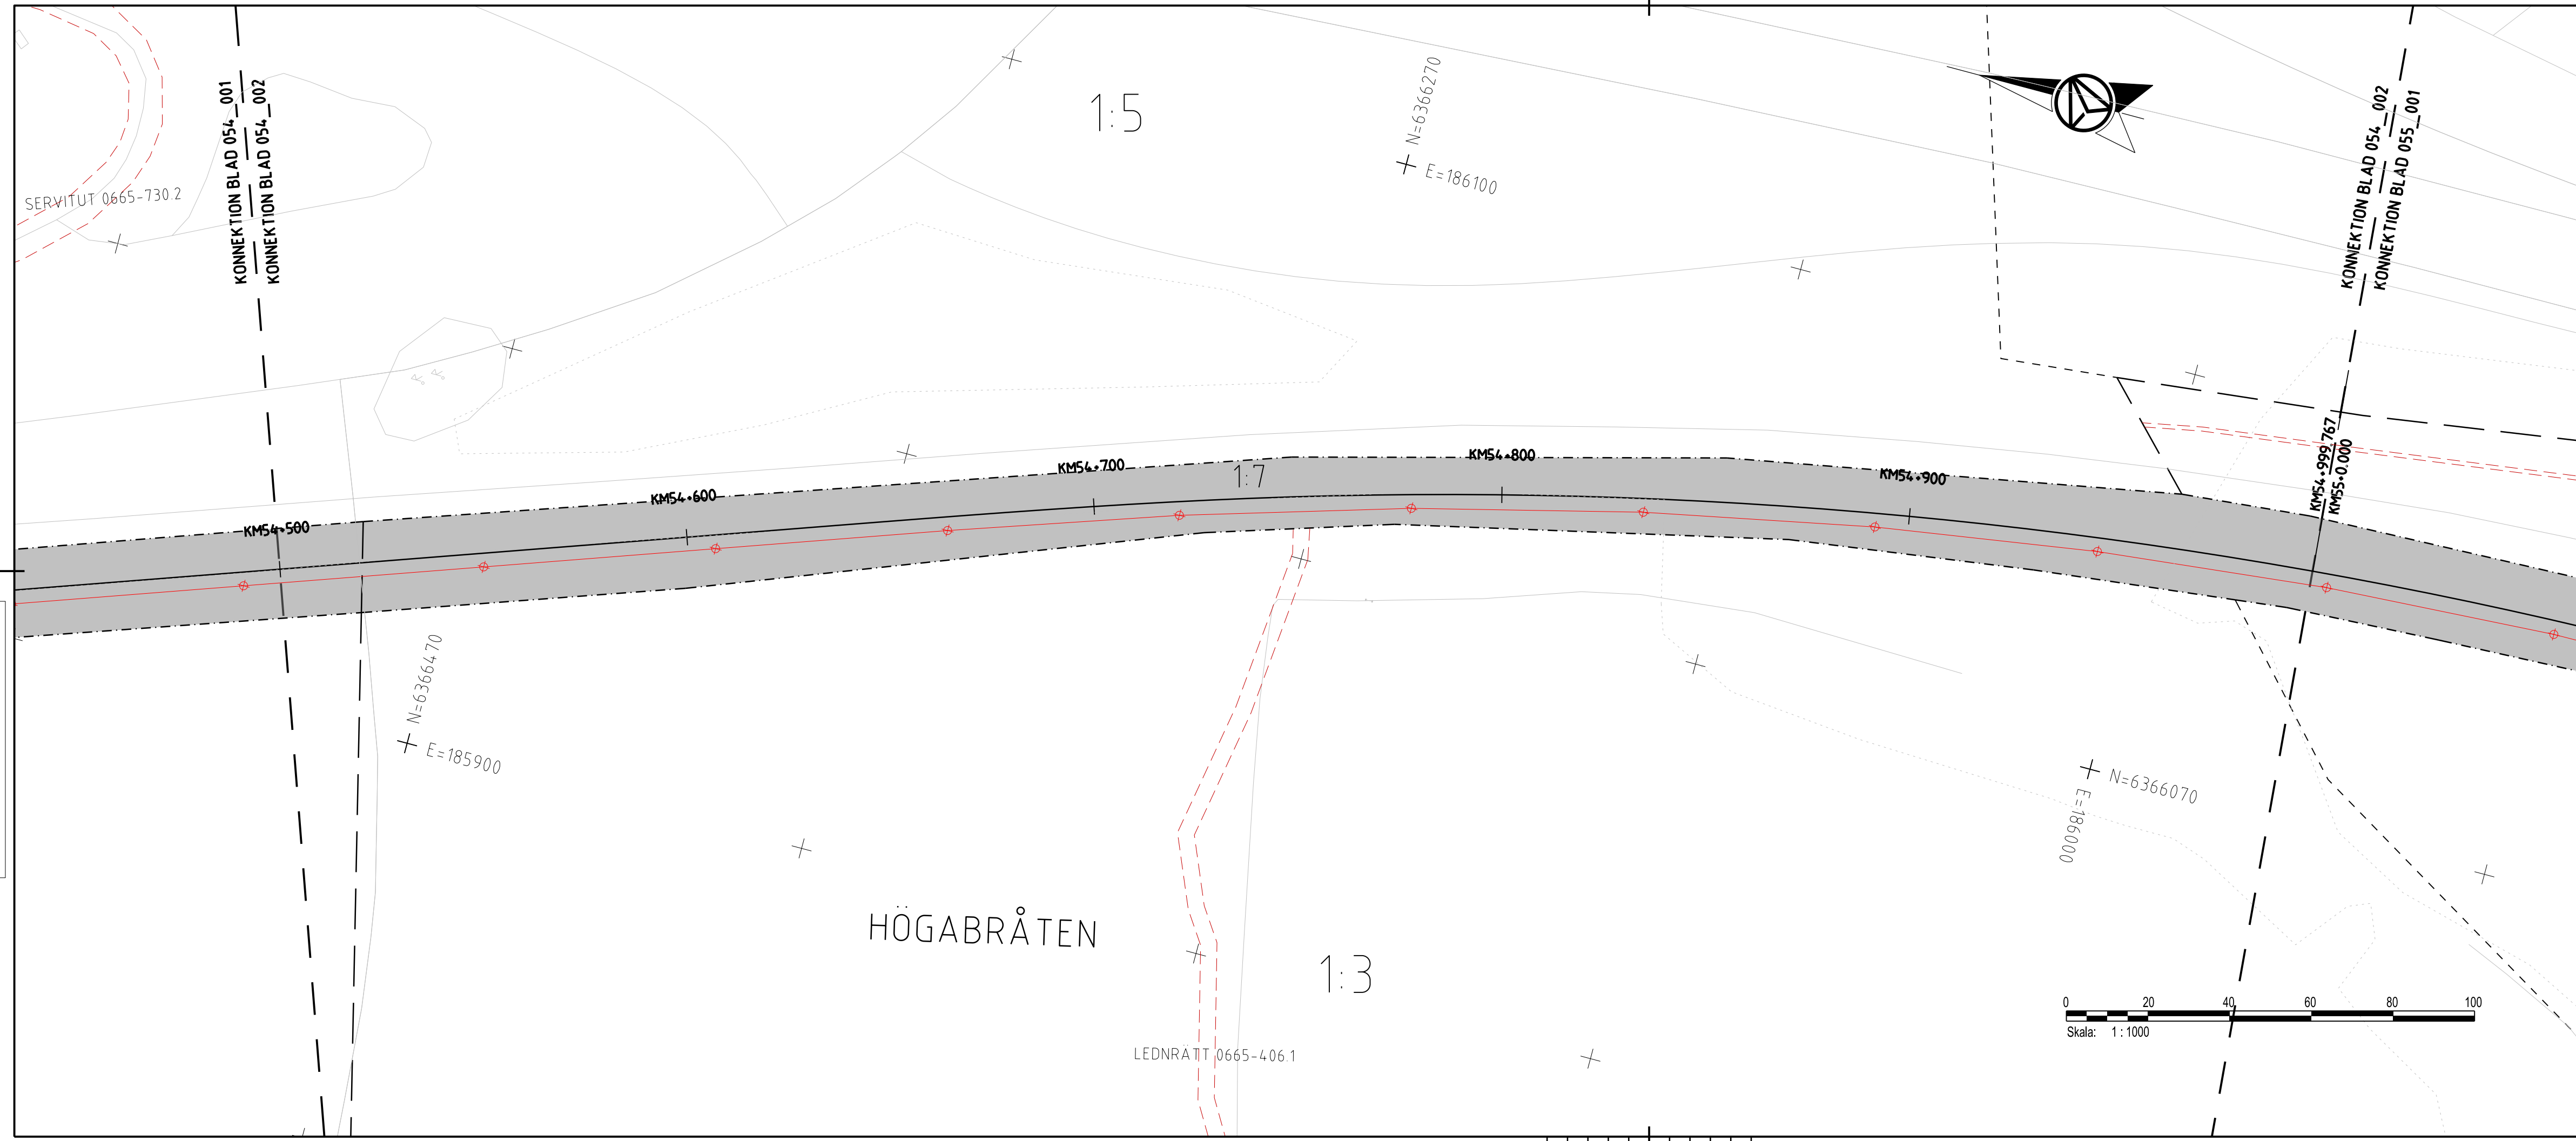 1:5
N=6366270
E=186100
KONNEKTION BLAD 054_001
KONNEKTION BLAD 054_002
KONNEKTION BLAD 054_002
KONNEKTION BLAD 055_001
SERVITUT 0665-730.2
KM54+500
KM54+600
KM54+700
1:7
KM54+800
KM54+900
KM54+999.767
KM55+0.000
N=6366470
E=185900
N=6366070
E=186000
HÖGABRÅTEN
1:3
LEDNRÄTT 0665-406.1
0 20 40 60 80 100
Skala: 1 : 1000